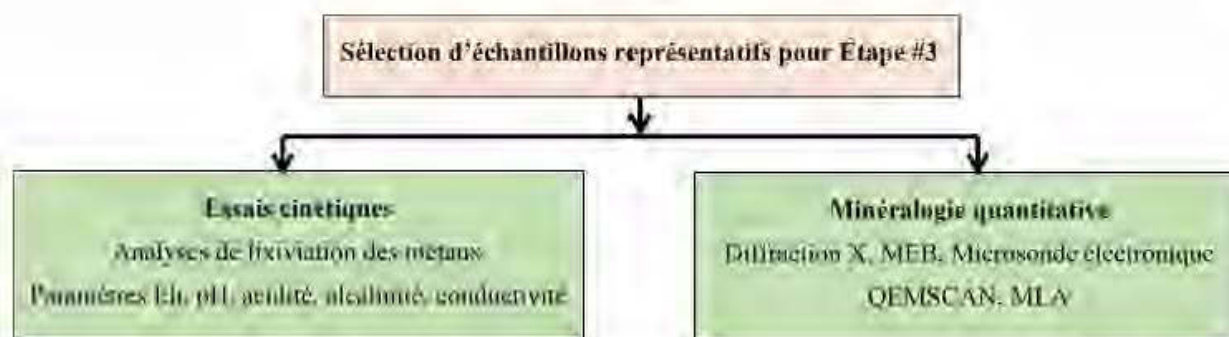 Sélection d'échantillons représentatifs pour Étape #3
Essais cinétiques
Analyses de lixiviation des métaux
Paramètres Eh, pH, acidité, alcalinité, conductivité
Minéralogie quantitative
Diffraction X, MEB, Microsonde électronique
QEMSCAN, MLA